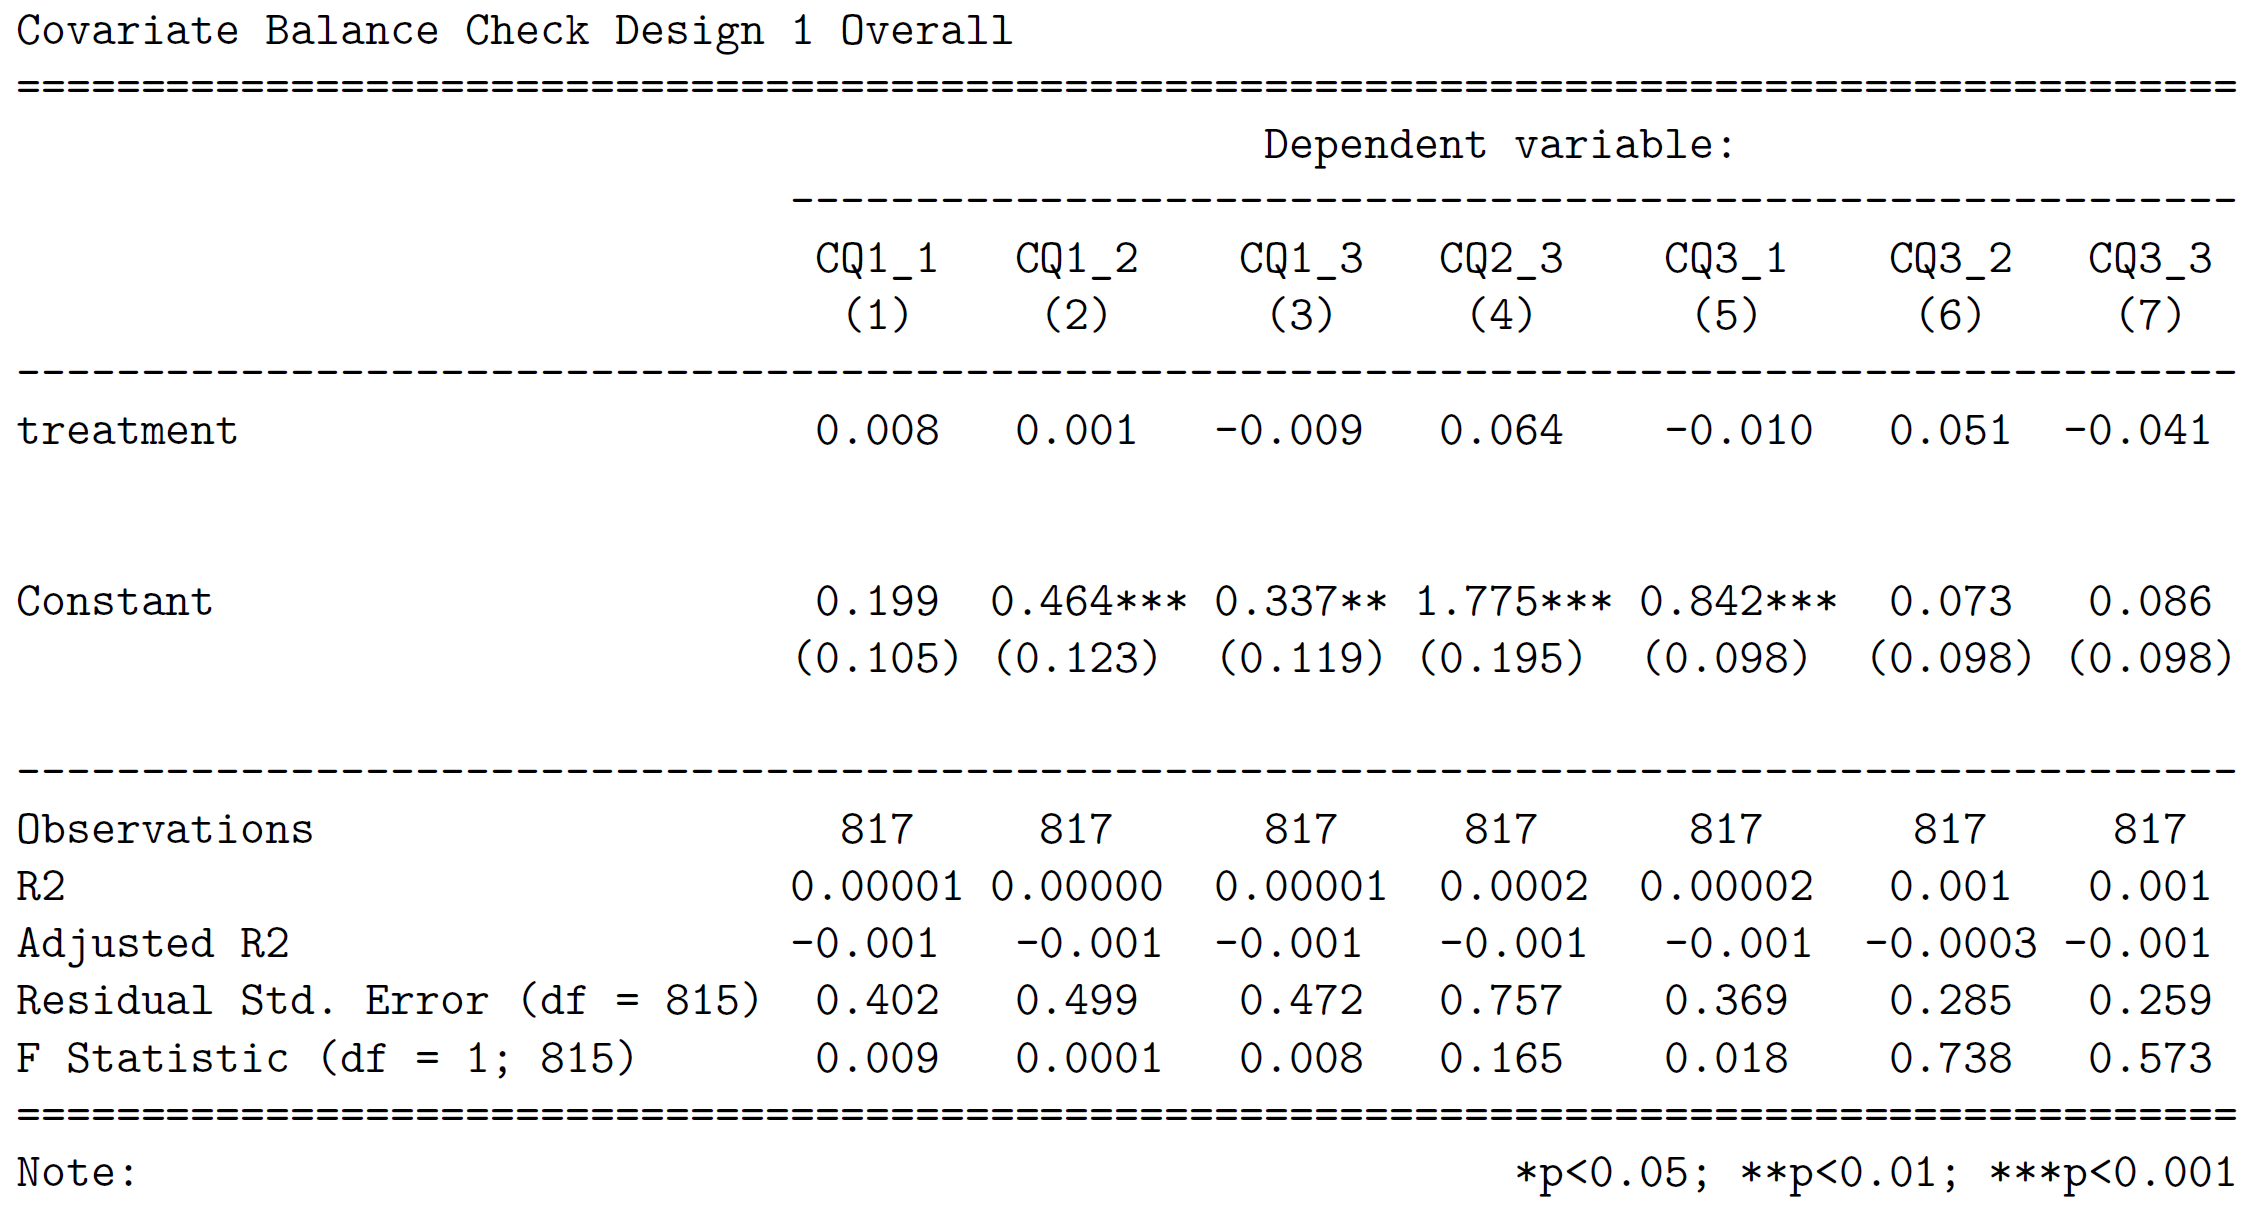 Covariate Balance Check Design 1 Overall
=========================================================================================
Dependent variable:
----------------------------------------------------------
CQ1_1 CQ1_2 CQ1_3 CQ2_3 CQ3_1 CQ3_2 CQ3_3
(1) (2) (3) (4) (5) (6) (7)
-----------------------------------------------------------------------------------------
treatment 0.008 0.001 -0.009 0.064 -0.010 0.051 -0.041
Constant 0.199 0.464*** 0.337** 1.775*** 0.842*** 0.073 0.086
(0.105) (0.123) (0.119) (0.195) (0.098) (0.098) (0.098)
-----------------------------------------------------------------------------------------
Observations 817 817 817 817 817 817 817
R2 0.00001 0.00000 0.00001 0.0002 0.00002 0.001 0.001
Adjusted R2 -0.001 -0.001 -0.001 -0.001 -0.001 -0.0003 -0.001
Residual Std. Error (df = 815) 0.402 0.499 0.472 0.757 0.369 0.285 0.259
F Statistic (df = 1; 815) 0.009 0.0001 0.008 0.165 0.018 0.738 0.573
=========================================================================================
Note: *p<0.05; **p<0.01; ***p<0.001